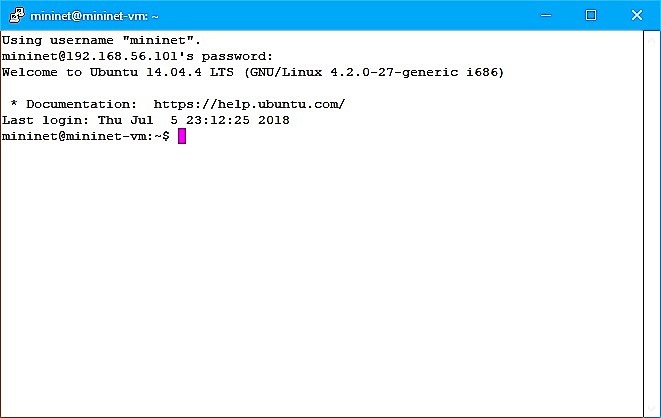 mininet@mininet-vm: ~
Using username "mininet".
mininet@192.168.56.101's password:
Welcome to Ubuntu 14.04.4 LTS (GNU/Linux 4.2.0-27-generic i686)
* Documentation:  https://help.ubuntu.com/
Last login: Thu Jul  5 23:12:25 2018
mininet@mininet-vm:~$